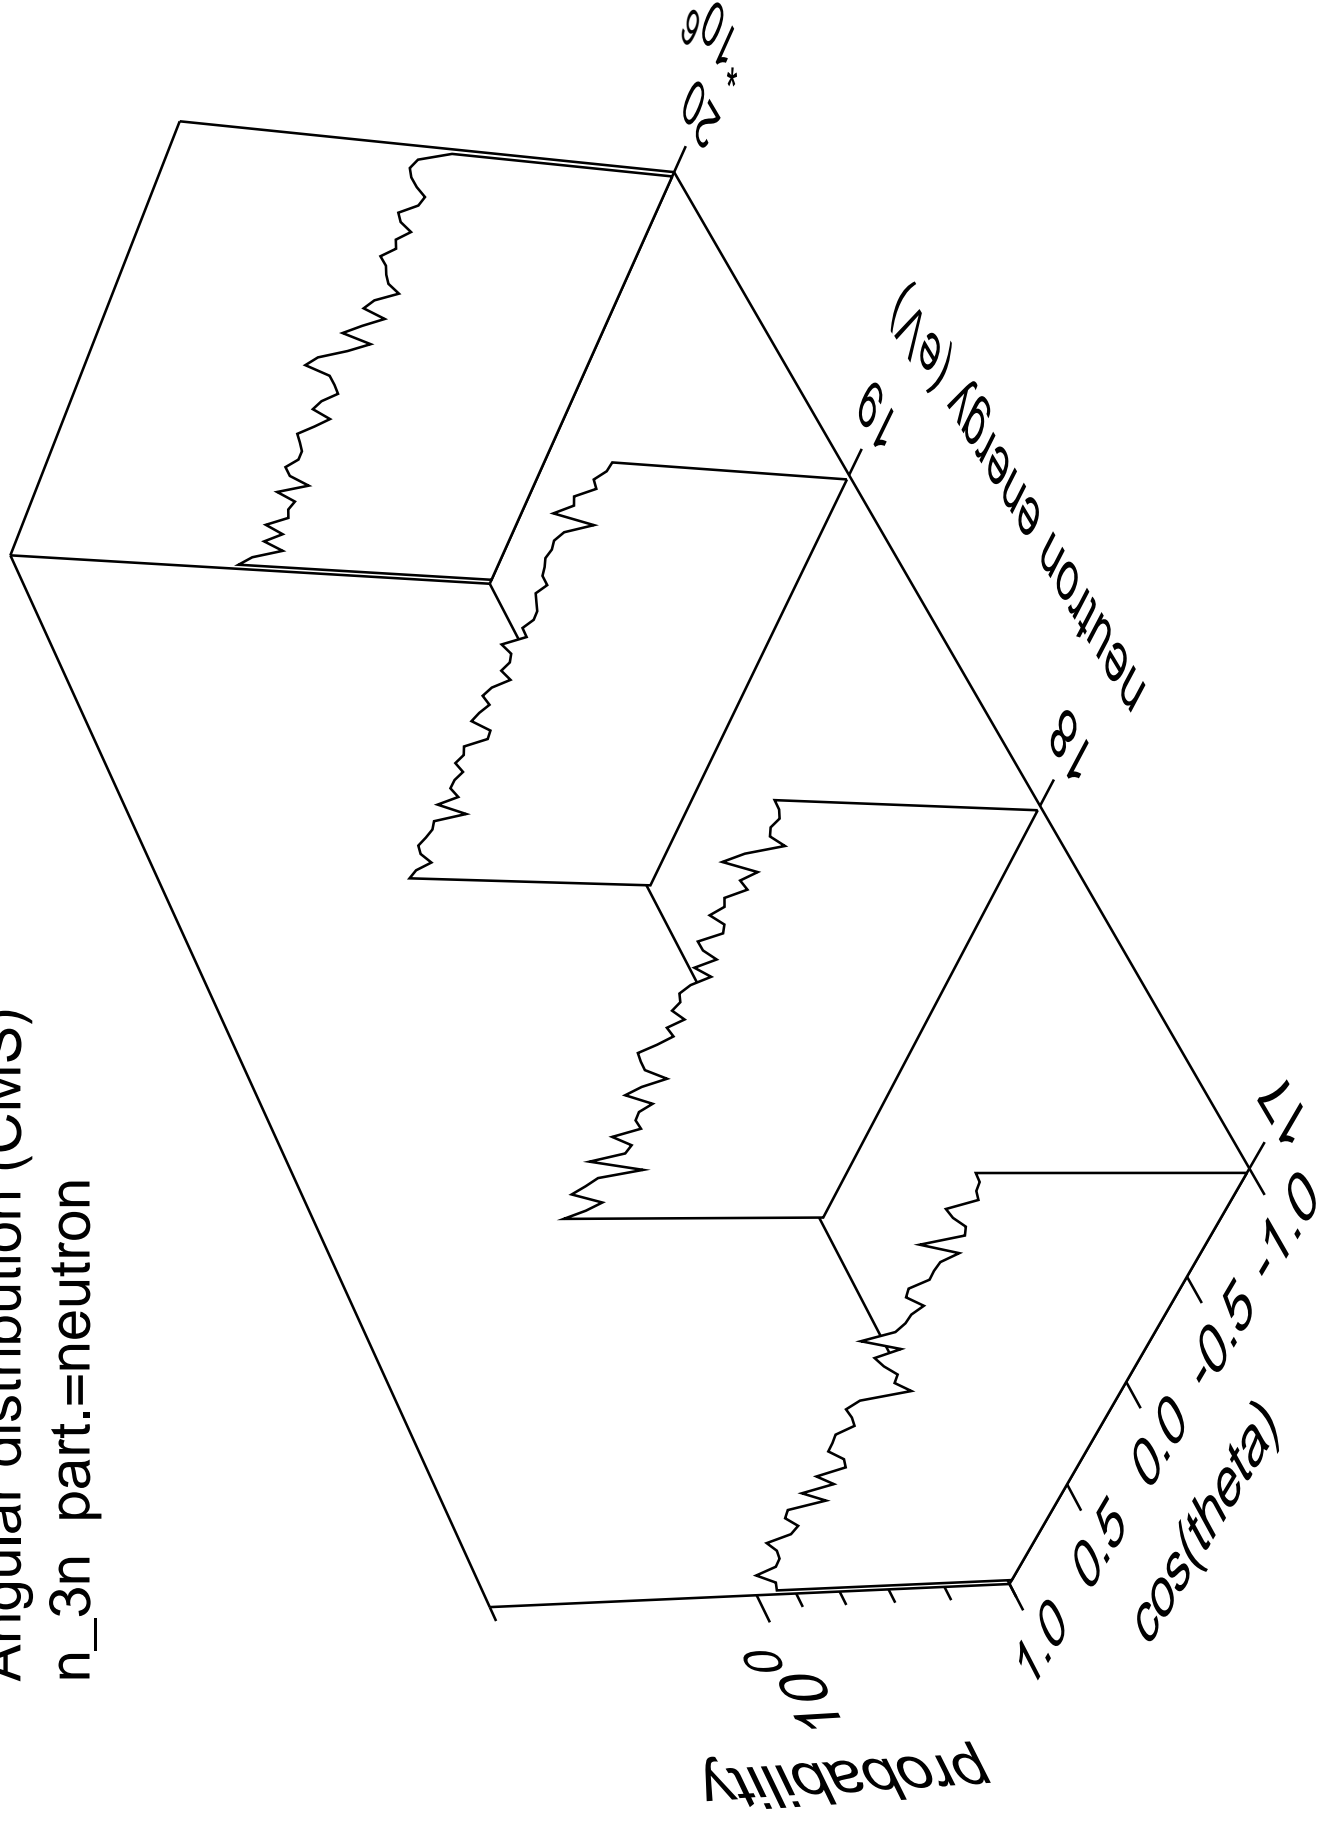 Angular distribution (CMS)
n_3n part.=neutron
probability
10^0
1.0 0.5 0.0 -0.5 -1.0
cos(theta)
17 18 19 20
*10^6
neutron energy (eV)